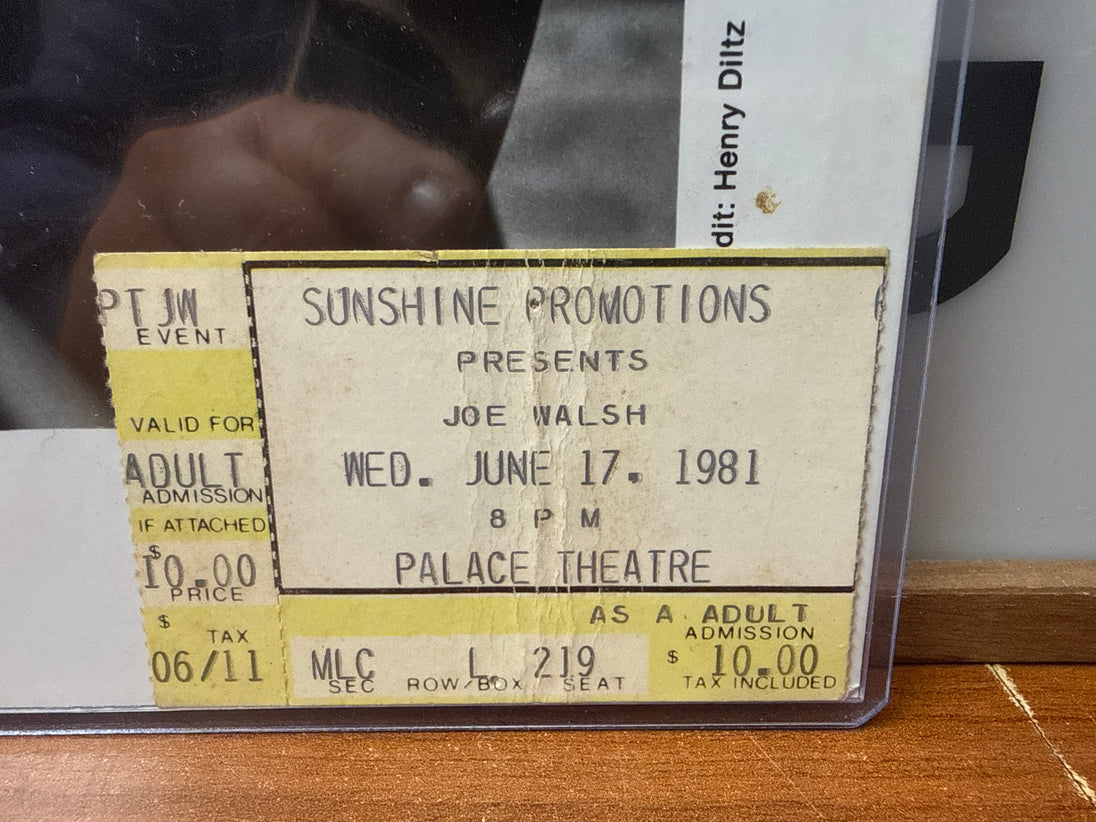 dit: Henry Diltz
PT JW
EVENT
VALID FOR
ADULT
ADMISSION
IF ATTACHED
$
10.00
PRICE
$
TAX
06/11
SUNSHINE PROMOTIONS
PRESENTS
JOE WALSH
WED. JUNE 17. 1981
8 P M
PALACE THEATRE
AS A ADULT
ADMISSION
MLC L. 219 $ 10.00
SEC ROW/BOX SEAT TAX INCLUDED